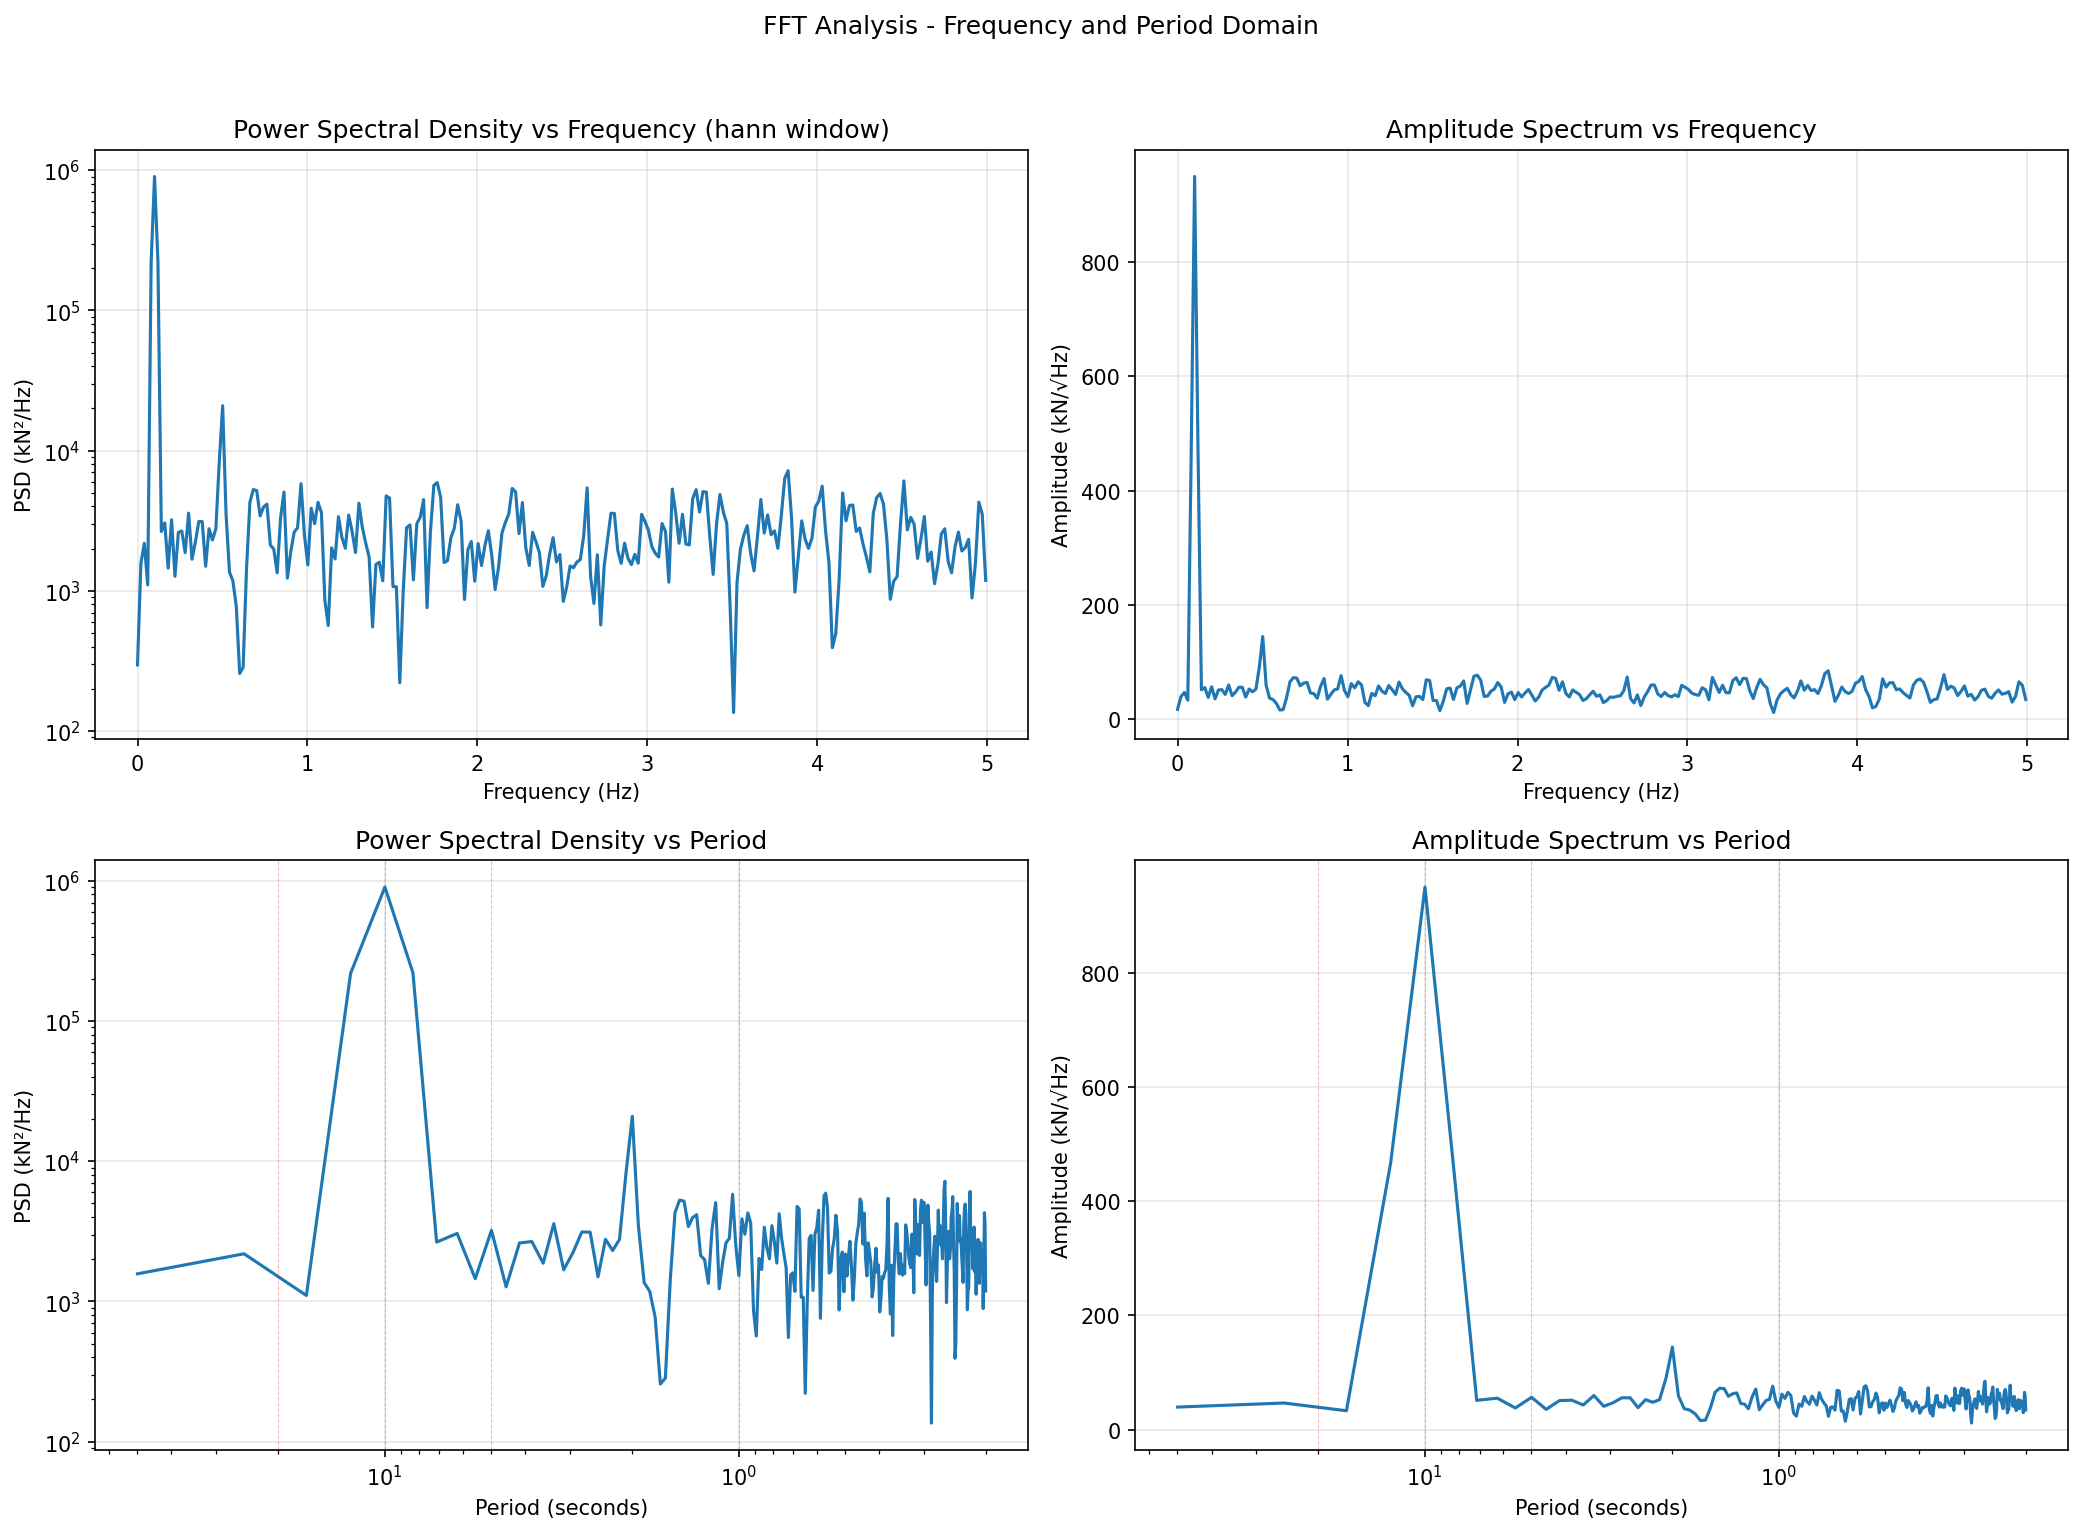 FFT Analysis - Frequency and Period Domain
Power Spectral Density vs Frequency (hann window)
PSD (kN²/Hz)
10⁶
10⁵
10⁴
10³
10²
0 1 2 3 4 5
Frequency (Hz)
Amplitude Spectrum vs Frequency
Amplitude (kN/√Hz)
800
600
400
200
0
0 1 2 3 4 5
Frequency (Hz)
Power Spectral Density vs Period
PSD (kN²/Hz)
10⁶
10⁵
10⁴
10³
10²
10¹ 10⁰
Period (seconds)
Amplitude Spectrum vs Period
Amplitude (kN/√Hz)
800
600
400
200
0
10¹ 10⁰
Period (seconds)